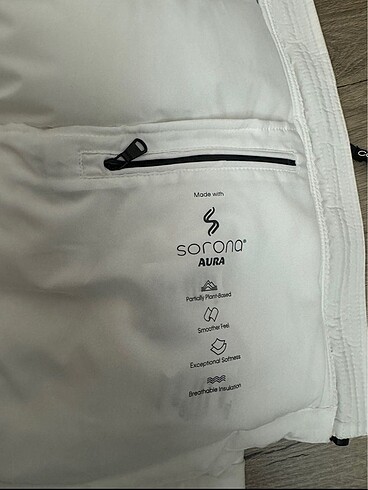 Made with
sorona®
AURA
Partially Plant-Based
Smoother Feel
Exceptional Softness
Breathable Insulation